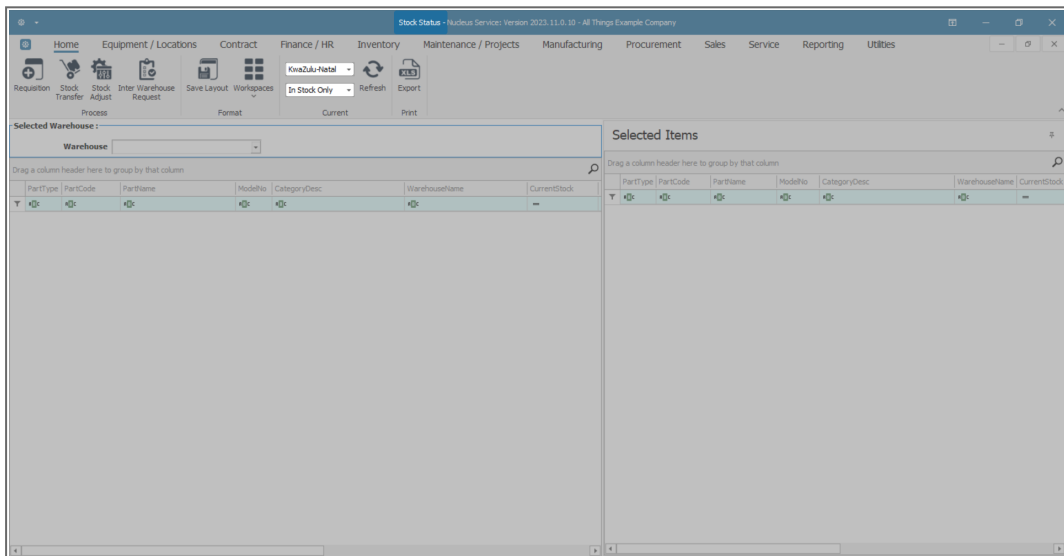 Stock Status - Nucleus Service: Version 2023.11.0.10 - All Things Example Company
Home Equipment / Locations Contract Finance / HR Inventory Maintenance / Projects Manufacturing Procurement Sales Service Reporting Utilities
Requisition Stock Transfer Stock Adjust Inter Warehouse Request Save Layout Workspaces KwaZulu-Natal In Stock Only Refresh XLS Export
Process Format Current Print
Selected Warehouse :
Warehouse
Drag a column header here to group by that column
PartType PartCode PartName ModelNo CategoryDesc WarehouseName CurrentStock
Selected Items
Drag a column header here to group by that column
PartType PartCode PartName ModelNo CategoryDesc WarehouseName CurrentStock